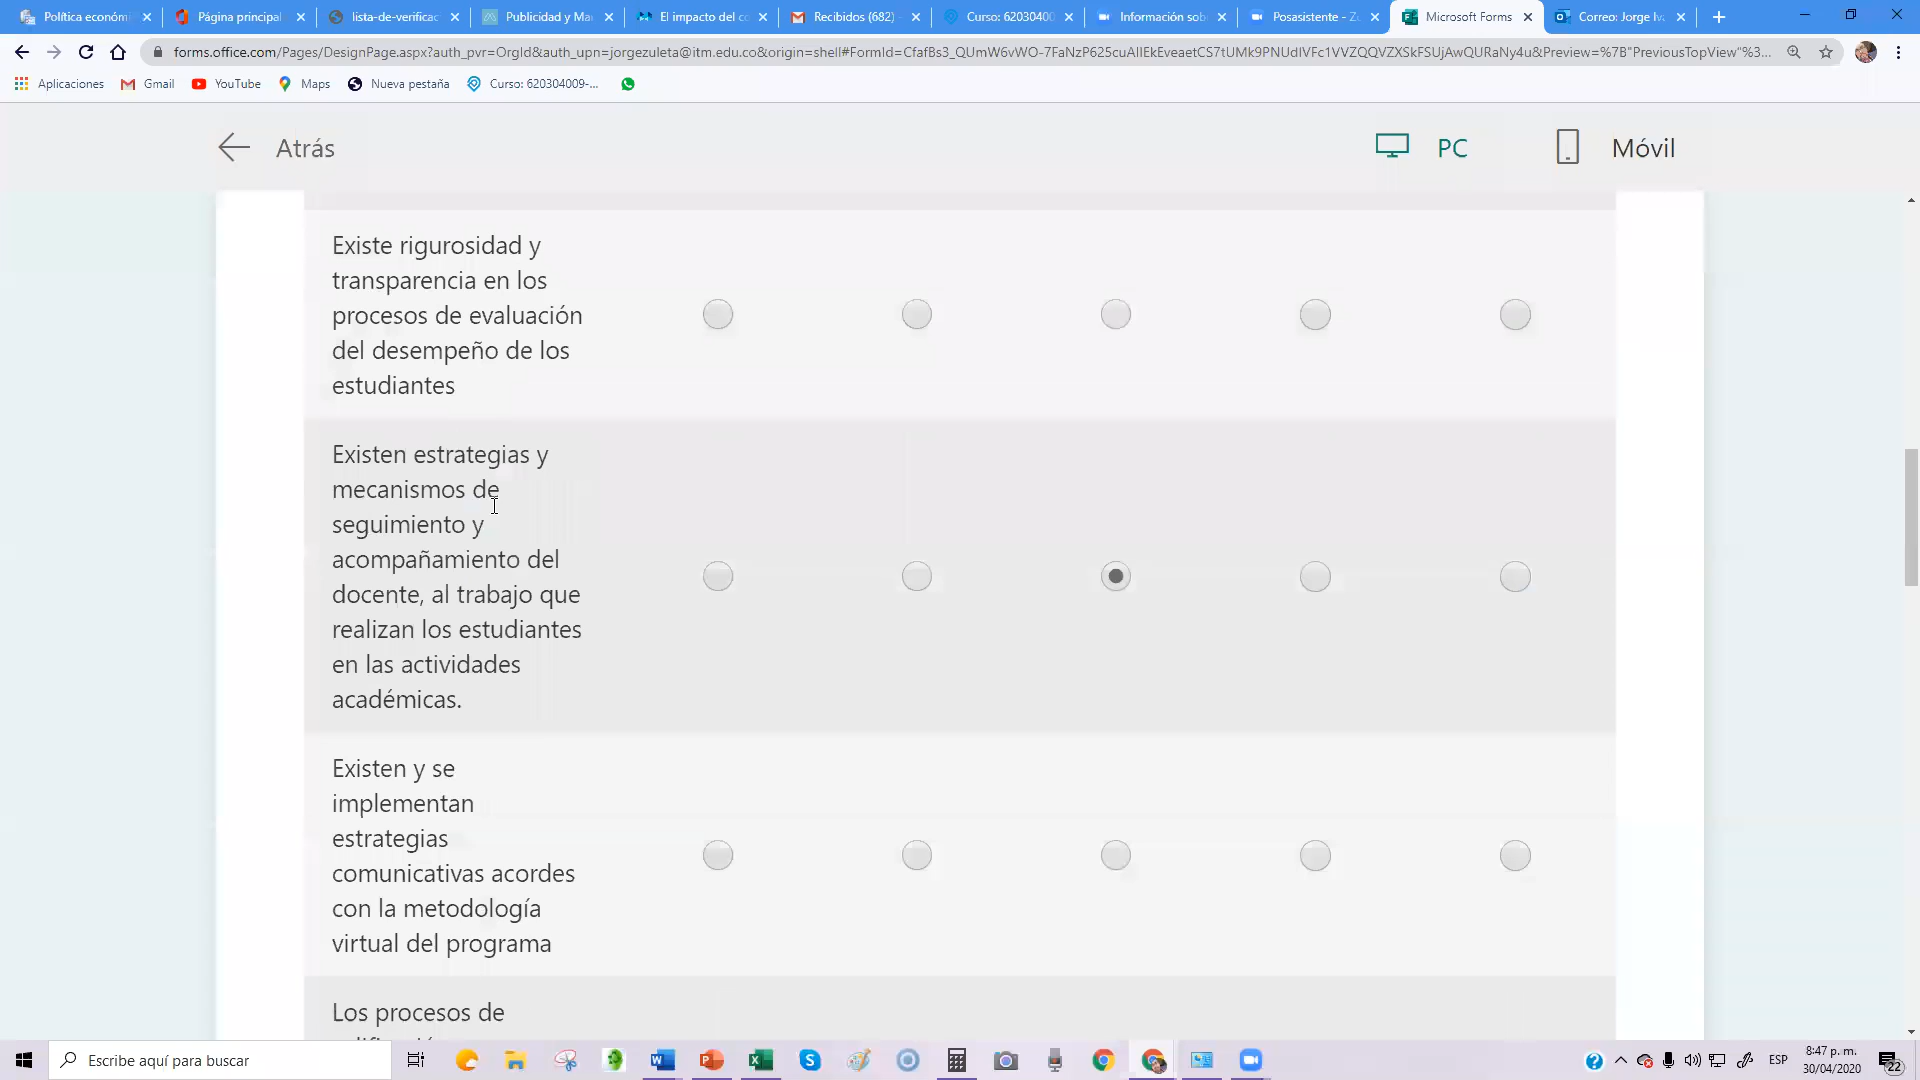 Política económi
Página principal
lista-de-verificac
Publicidad y Ma
El impacto del c
Recibidos (682)
Curso: 62030400
Información sob
Posasistente - Z
Microsoft Forms
Correo: Jorge Iv
forms.office.com/Pages/DesignPage.aspx?auth_pvr=OrgId&auth_upn=jorgezuleta@itm.edu.co&origin=shell#FormId=CfafBs3_QUmW6vWO-7FaNzP625cuAIlEkEveaetCS7tUMk9PNUdIVFc1VVZQQVZXSkFSUjAwQURaNy4u&Preview=%7B"PreviousTopView"%3...
Aplicaciones
Gmail
YouTube
Maps
Nueva pestaña
Curso: 620304009-...
Atrás
PC
Móvil
Existe rigurosidad y
transparencia en los
procesos de evaluación
del desempeño de los
estudiantes
Existen estrategias y
mecanismos de
seguimiento y
acompañamiento del
docente, al trabajo que
realizan los estudiantes
en las actividades
académicas.
Existen y se
implementan
estrategias
comunicativas acordes
con la metodología
virtual del programa
Los procesos de
Escribe aquí para buscar
ESP
8:47 p. m.
30/04/2020
22